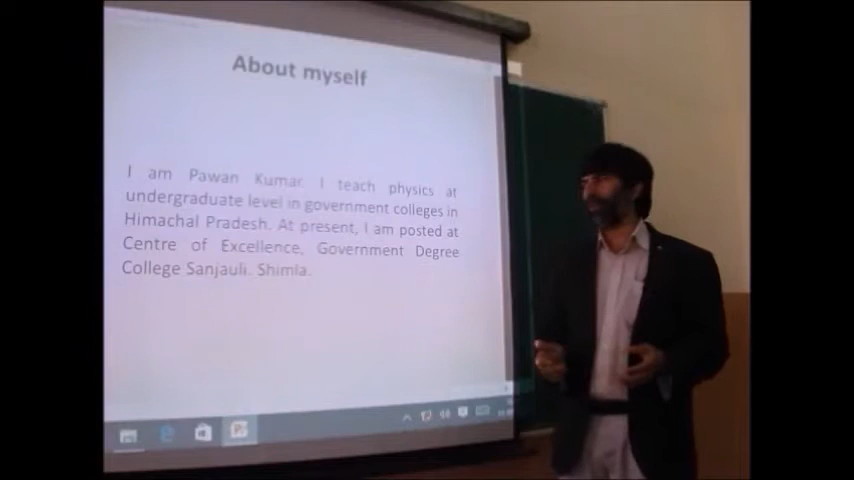 About myself
I am Pawan Kumar. I teach physics at
undergraduate level in government colleges in
Himachal Pradesh. At present, I am posted at
Centre of Excellence, Government Degree
College Sanjauli. Shimla.